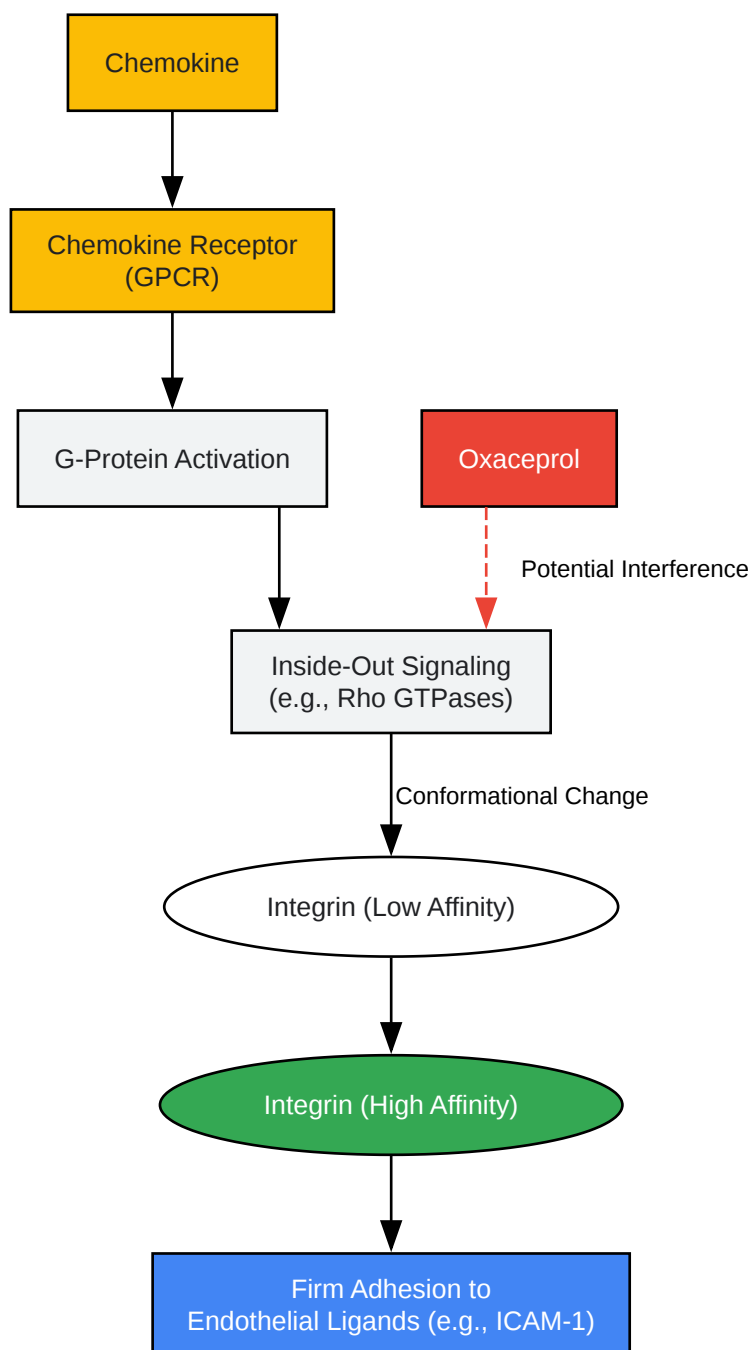 Chemokine
Chemokine Receptor
(GPCR)
G-Protein Activation
Oxaceprol
Potential Interference
Inside-Out Signaling
(e.g., Rho GTPases)
Conformational Change
Integrin (Low Affinity)
Integrin (High Affinity)
Firm Adhesion to
Endothelial Ligands (e.g., ICAM-1)